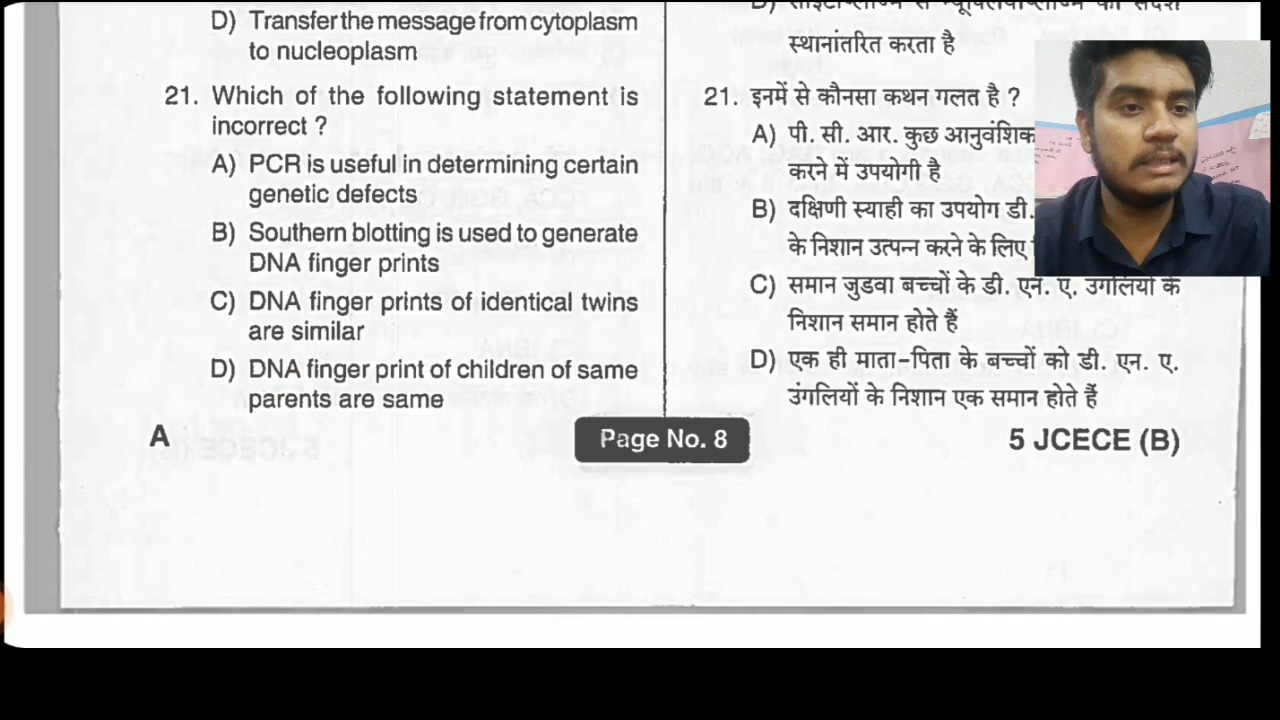 D) Transfer the message from cytoplasm
to nucleoplasm
21. Which of the following statement is
incorrect ?
A) PCR is useful in determining certain
genetic defects
B) Southern blotting is used to generate
DNA finger prints
C) DNA finger prints of identical twins
are similar
D) DNA finger print of children of same
parents are same
स्थानांतरित करता है
21. इनमें से कौनसा कथन गलत है ?
A) पी. सी. आर. कुछ आनुवंशिक
करने में उपयोगी है
B) दक्षिणी स्याही का उपयोग डी.
के निशान उत्पन्न करने के लिए
C) समान जुडवा बच्चों के डी. एन. ए. उंगलियों के
निशान समान होते हैं
D) एक ही माता-पिता के बच्चों को डी. एन. ए.
उंगलियों के निशान एक समान होते हैं
A
Page No. 8
5 JCECE (B)